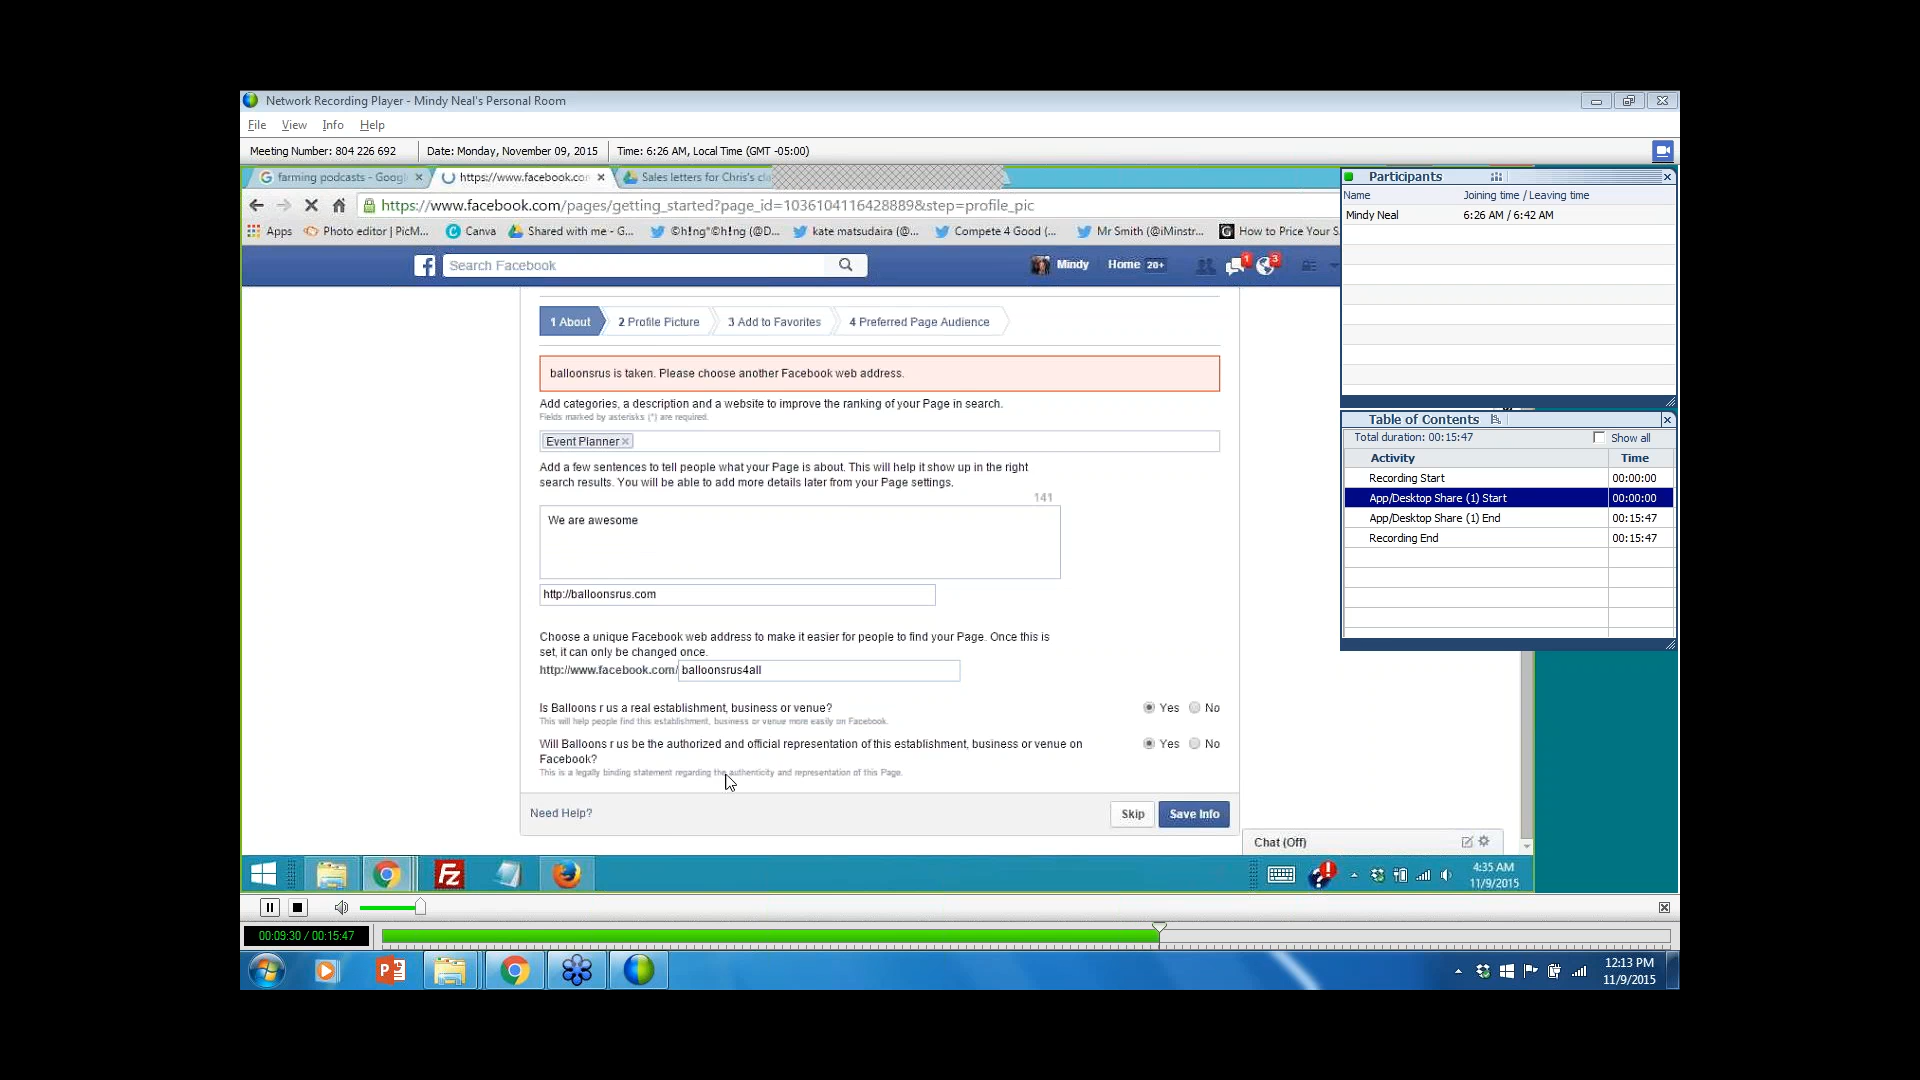 Network Recording Player - Mindy Neal's Personal Room
File View Info Help
Meeting Number: 804 226 692 Date: Monday, November 09, 2015 Time: 6:26 AM, Local Time (GMT -05:00)
farming podcasts - Googl https://www.facebook.co Sales letters for Chris's cl
https://www.facebook.com/pages/getting_started?page_id=1036104116428889&step=profile_pic
Apps Photo editor | PicM... Canva Shared with me - G... ©h!ng*©h!ng (@D... kate matsudaira (@... Compete 4 Good (... Mr Smith (@iMinstr... How to Price Your S
Search Facebook Mindy Home 20+ 1 3
1 About 2 Profile Picture 3 Add to Favorites 4 Preferred Page Audience
balloonsrus is taken. Please choose another Facebook web address.
Add categories, a description and a website to improve the ranking of your Page in search.
Fields marked by asterisks (*) are required.
Event Planner
Add a few sentences to tell people what your Page is about. This will help it show up in the right
search results. You will be able to add more details later from your Page settings.
141
We are awesome
http://balloonsrus.com
Choose a unique Facebook web address to make it easier for people to find your Page. Once this is
set, it can only be changed once.
http://www.facebook.com/ balloonsrus4all
Is Balloons r us a real establishment, business or venue? Yes No
This will help people find this establishment, business or venue more easily on Facebook.
Will Balloons r us be the authorized and official representation of this establishment, business or venue on Yes No
Facebook?
This is a legally binding statement regarding the authenticity and representation of this Page.
Need Help? Skip Save Info
Chat (Off)
4:35 AM
11/9/2015
Participants
Name Joining time / Leaving time
Mindy Neal 6:26 AM / 6:42 AM
Table of Contents
Total duration: 00:15:47 Show all
Activity Time
Recording Start 00:00:00
App/Desktop Share (1) Start 00:00:00
App/Desktop Share (1) End 00:15:47
Recording End 00:15:47
00:09:30 / 00:15:47
12:13 PM
11/9/2015